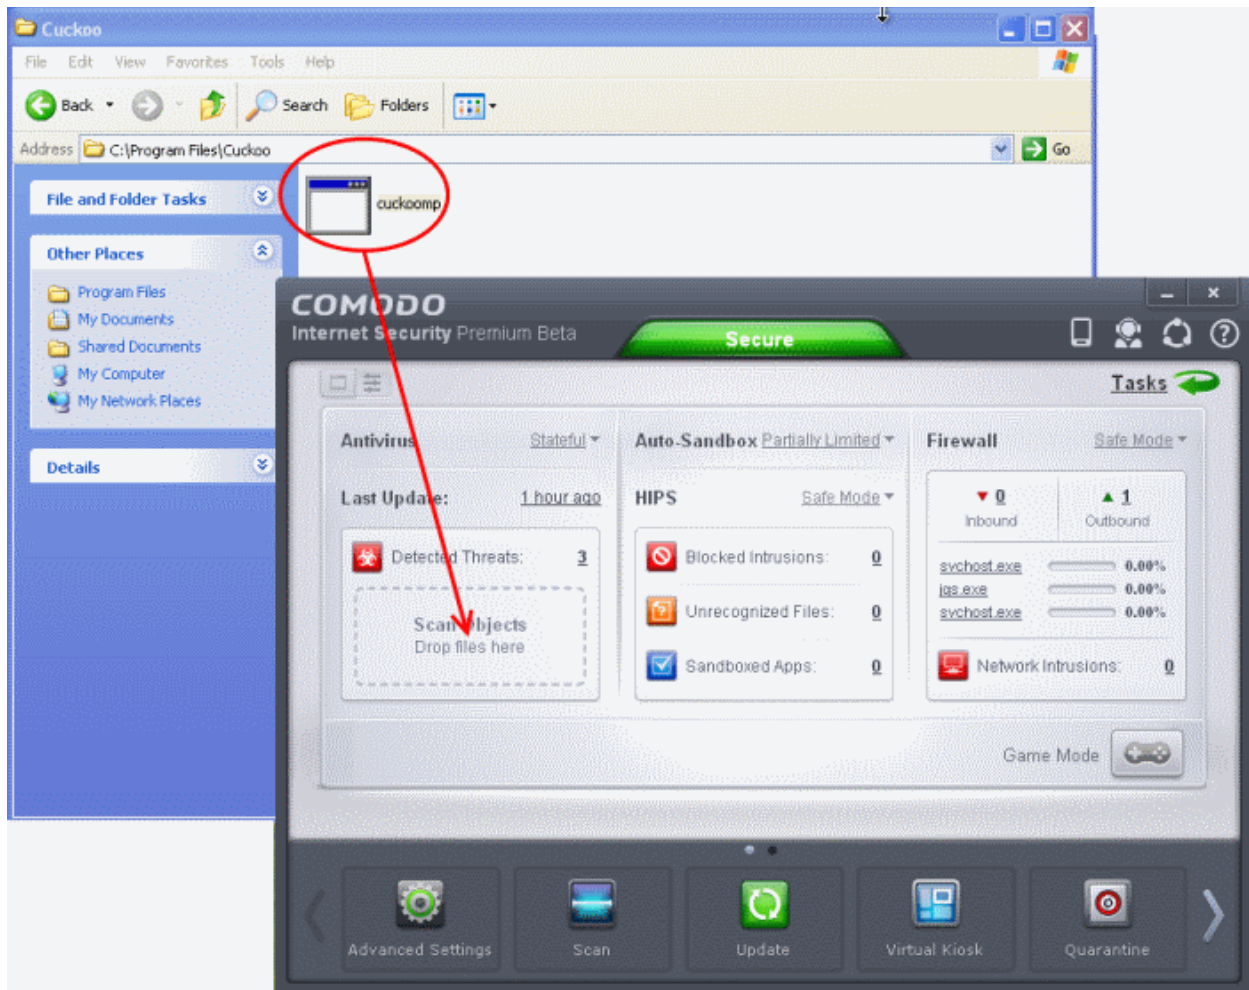 Cuckoo
File Edit View Favorites Tools Help
Back Search Folders
Address C:\Program Files\Cuckoo Go
File and Folder Tasks
cuckoomp
Other Places
Program Files
My Documents
Shared Documents
My Computer
My Network Places
Details
COMODO
Internet Security Premium Beta
Secure
Tasks
Antivirus Stateful
Last Update: 1 hour ago
Detected Threats: 3
Scan Objects
Drop files here
Auto-Sandbox Partially Limited
HIPS Safe Mode
Blocked Intrusions: 0
Unrecognized Files: 0
Sandboxed Apps: 0
Firewall Safe Mode
0 1
Inbound Outbound
svchost.exe 0.00%
jqs.exe 0.00%
svchost.exe 0.00%
Network Intrusions: 0
Game Mode
Advanced Settings Scan Update Virtual Kiosk Quarantine